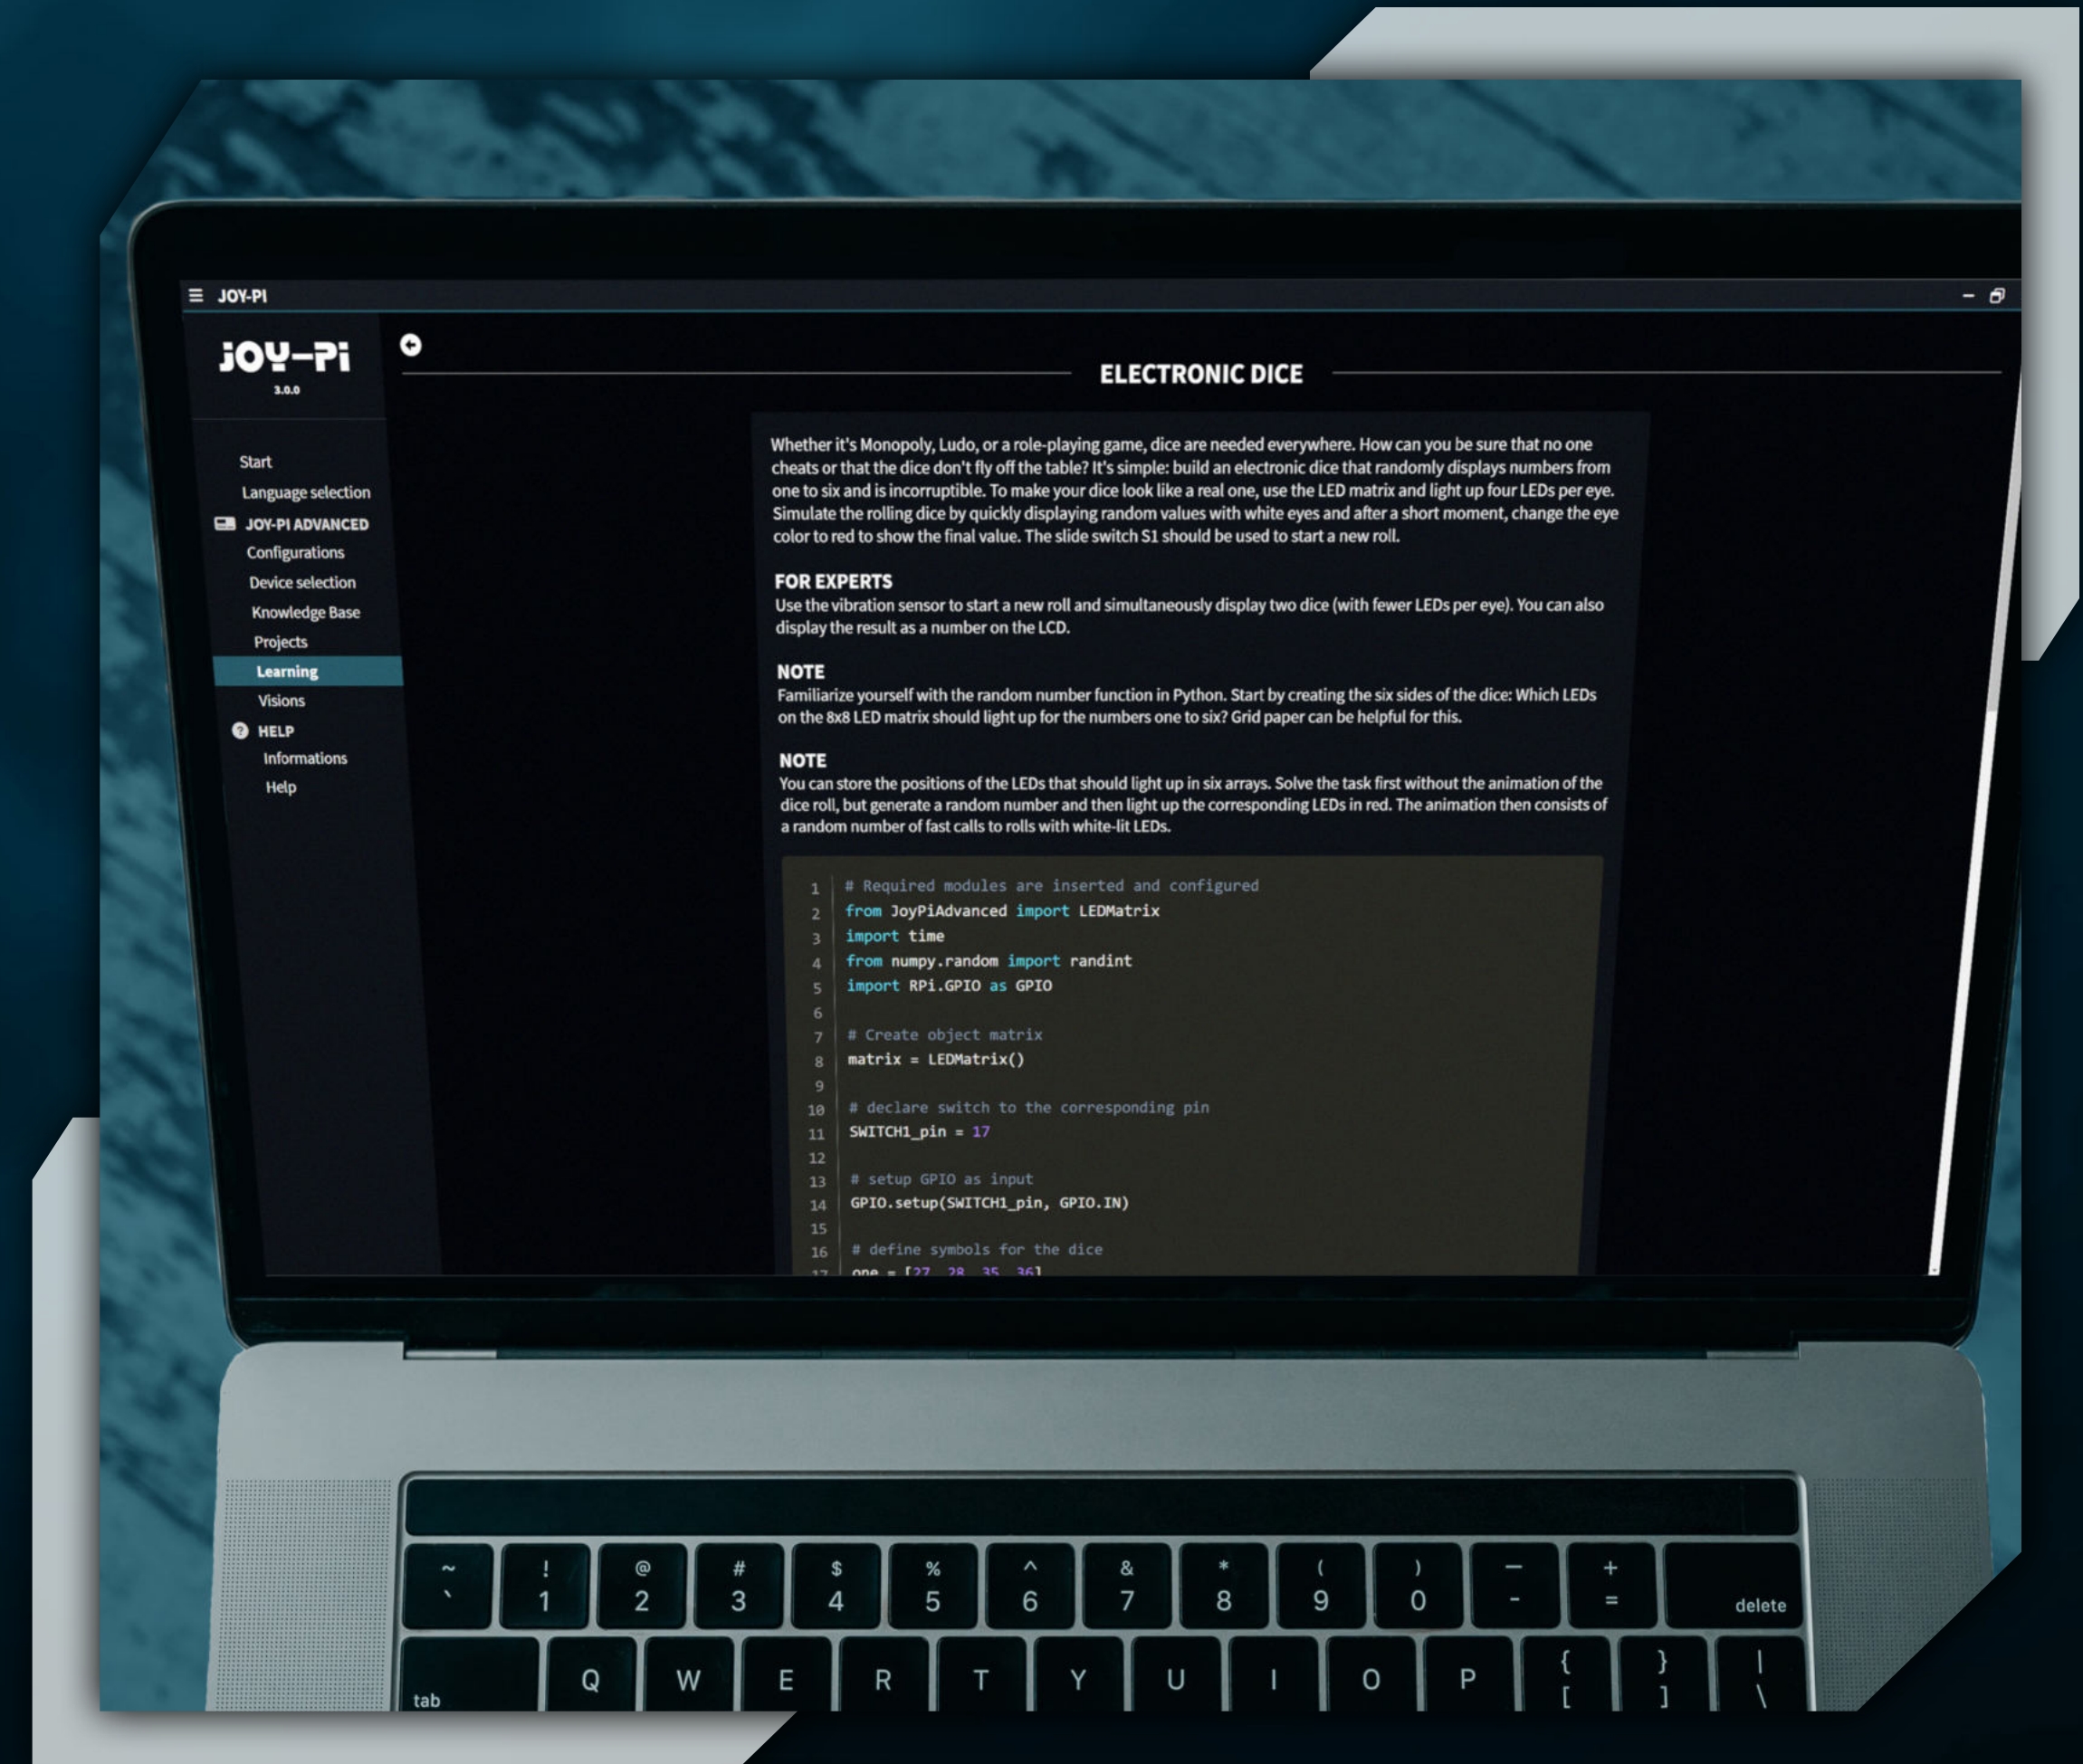 JOY-PI
JOY-Pi
3.0.0
Start
Language selection
JOY-PI ADVANCED
Configurations
Device selection
Knowledge Base
Projects
Learning
Visions
HELP
Informations
Help
ELECTRONIC DICE
Whether it's Monopoly, Ludo, or a role-playing game, dice are needed everywhere. How can you be sure that no one
cheats or that the dice don't fly off the table? It's simple: build an electronic dice that randomly displays numbers from
one to six and is incorruptible. To make your dice look like a real one, use the LED matrix and light up four LEDs per eye.
Simulate the rolling dice by quickly displaying random values with white eyes and after a short moment, change the eye
color to red to show the final value. The slide switch S1 should be used to start a new roll.
FOR EXPERTS
Use the vibration sensor to start a new roll and simultaneously display two dice (with fewer LEDs per eye). You can also
display the result as a number on the LCD.
NOTE
Familiarize yourself with the random number function in Python. Start by creating the six sides of the dice: Which LEDs
on the 8x8 LED matrix should light up for the numbers one to six? Grid paper can be helpful for this.
NOTE
You can store the positions of the LEDs that should light up in six arrays. Solve the task first without the animation of the
dice roll, but generate a random number and then light up the corresponding LEDs in red. The animation then consists of
a random number of fast calls to rolls with white-lit LEDs.
1 # Required modules are inserted and configured
2 from JoyPiAdvanced import LEDMatrix
3 import time
4 from numpy.random import randint
5 import RPi.GPIO as GPIO
6
7 # Create object matrix
8 matrix = LEDMatrix()
9
10 # declare switch to the corresponding pin
11 SWITCH1_pin = 17
12
13 # setup GPIO as input
14 GPIO.setup(SWITCH1_pin, GPIO.IN)
15
16 # define symbols for the dice
17 one = [27, 28, 35, 36]
~ ! @ # $ % ^ & * ( ) — +
` 1 2 3 4 5 6 7 8 9 0 - = delete
tab Q W E R T Y U I O P { } |
[ ] \